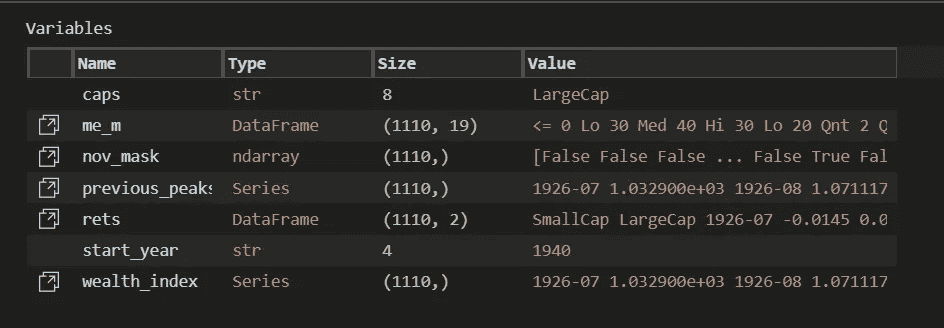 Variables
Name Type Size Value
caps str 8 LargeCap
me_m DataFrame (1110, 19) <= 0 Lo 30 Med 40 Hi 30 Lo 20 Qnt 2 Q
nov_mask ndarray (1110,) [False False False ... False True Fal
previous_peaks Series (1110,) 1926-07 1.032900e+03 1926-08 1.071117
rets DataFrame (1110, 2) SmallCap LargeCap 1926-07 -0.0145 0.0
start_year str 4 1940
wealth_index Series (1110,) 1926-07 1.032900e+03 1926-08 1.071117